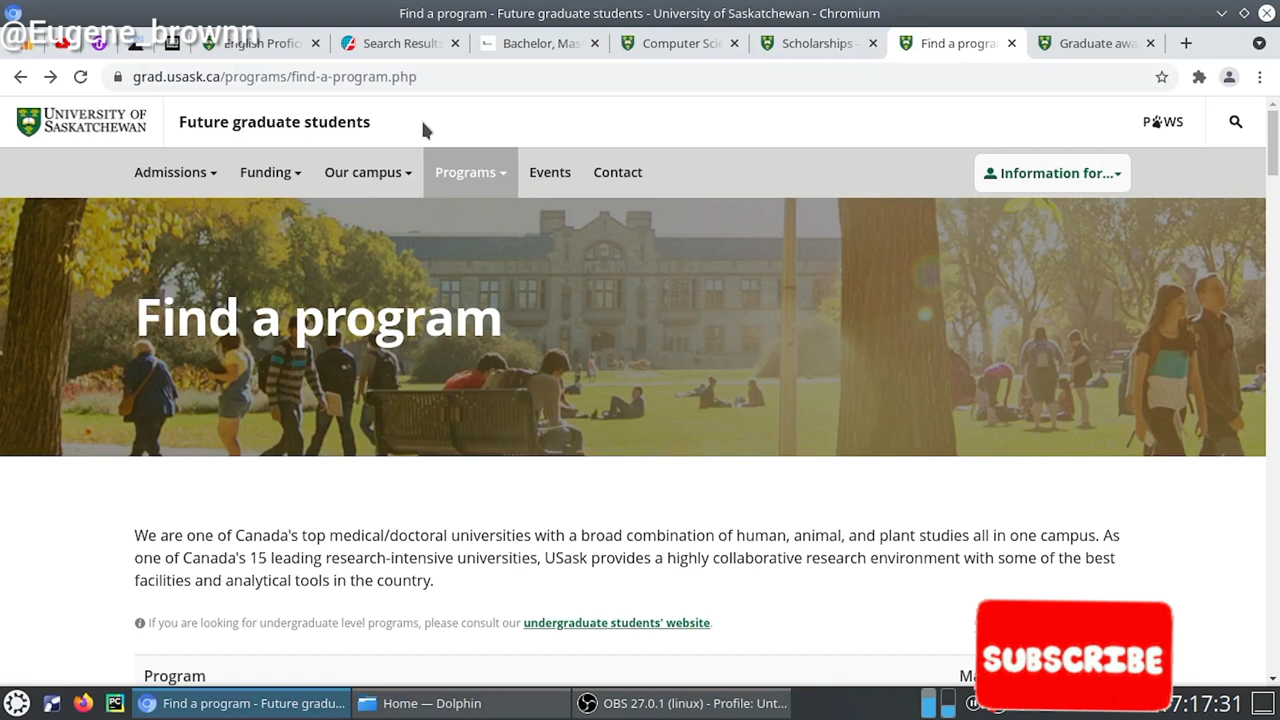 Find a program - Future graduate students - University of Saskatchewan - Chromium
@Eugene_brownn
English Profic
Search Results
Bachelor, Mas
Computer Scie
Scholarships
Find a progra
Graduate awa
grad.usask.ca/programs/find-a-program.php
UNIVERSITY OF
SASKATCHEWAN
Future graduate students
PAWS
Admissions
Funding
Our campus
Programs
Events
Contact
Information for...
Find a program
We are one of Canada's top medical/doctoral universities with a broad combination of human, animal, and plant studies all in one campus. As
one of Canada's 15 leading research-intensive universities, USask provides a highly collaborative research environment with some of the best
facilities and analytical tools in the country.
If you are looking for undergraduate level programs, please consult our undergraduate students' website.
Program
Ma
SUBSCRIBE
PC
Find a program - Future gradu...
Home — Dolphin
OBS 27.0.1 (linux) - Profile: Unt...
17:17:31